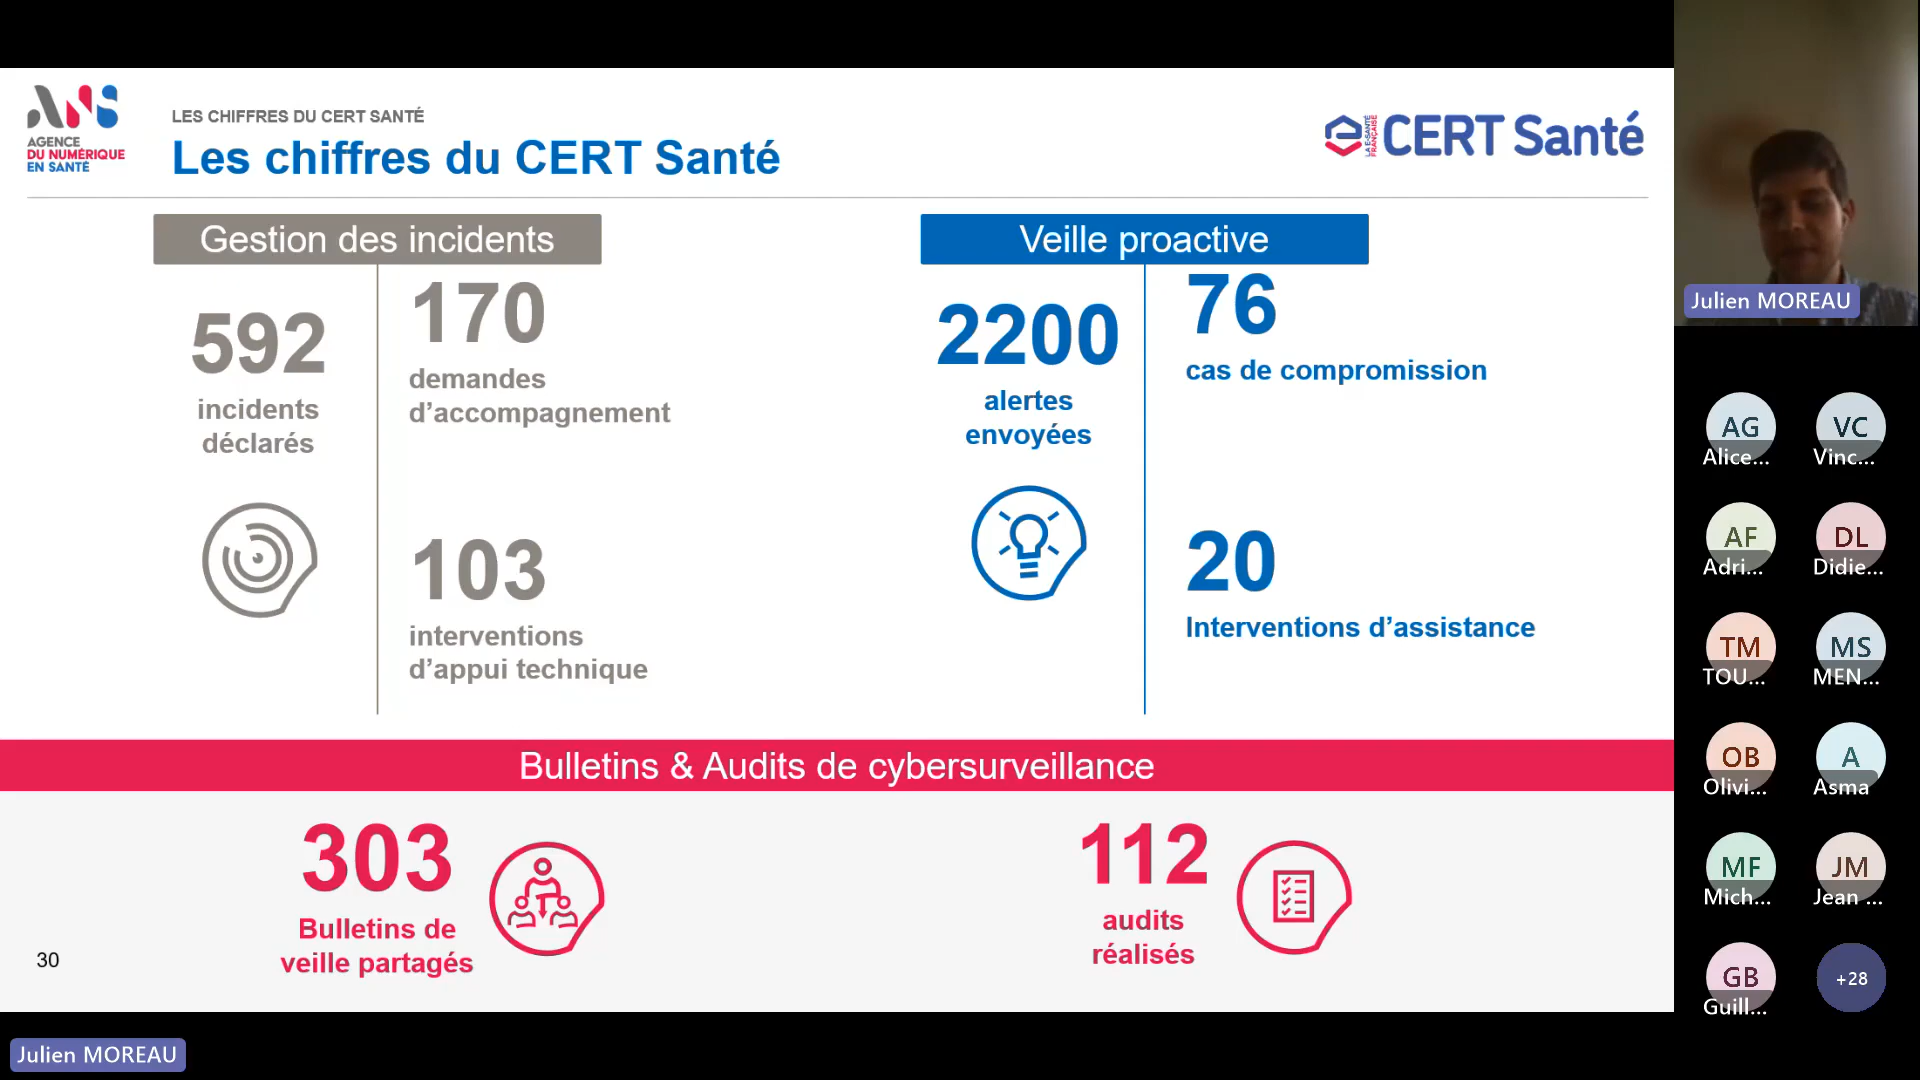 ANS
AGENCE
DU NUMÉRIQUE
EN SANTÉ
LES CHIFFRES DU CERT SANTÉ
Les chiffres du CERT Santé
LA E-SANTÉ
FRANÇAISE
CERT Santé
Gestion des incidents
592
incidents
déclarés
170
demandes
d’accompagnement
103
interventions
d’appui technique
Veille proactive
2200
alertes
envoyées
76
cas de compromission
20
Interventions d’assistance
Bulletins & Audits de cybersurveillance
303
Bulletins de
veille partagés
112
audits
réalisés
30
Julien MOREAU
Julien MOREAU
AG
Alice...
VC
Vinc...
AF
Adri...
DL
Didie...
TM
TOU...
MS
MEN...
OB
Olivi...
A
Asma
MF
Mich...
JM
Jean ...
GB
Guill...
+28